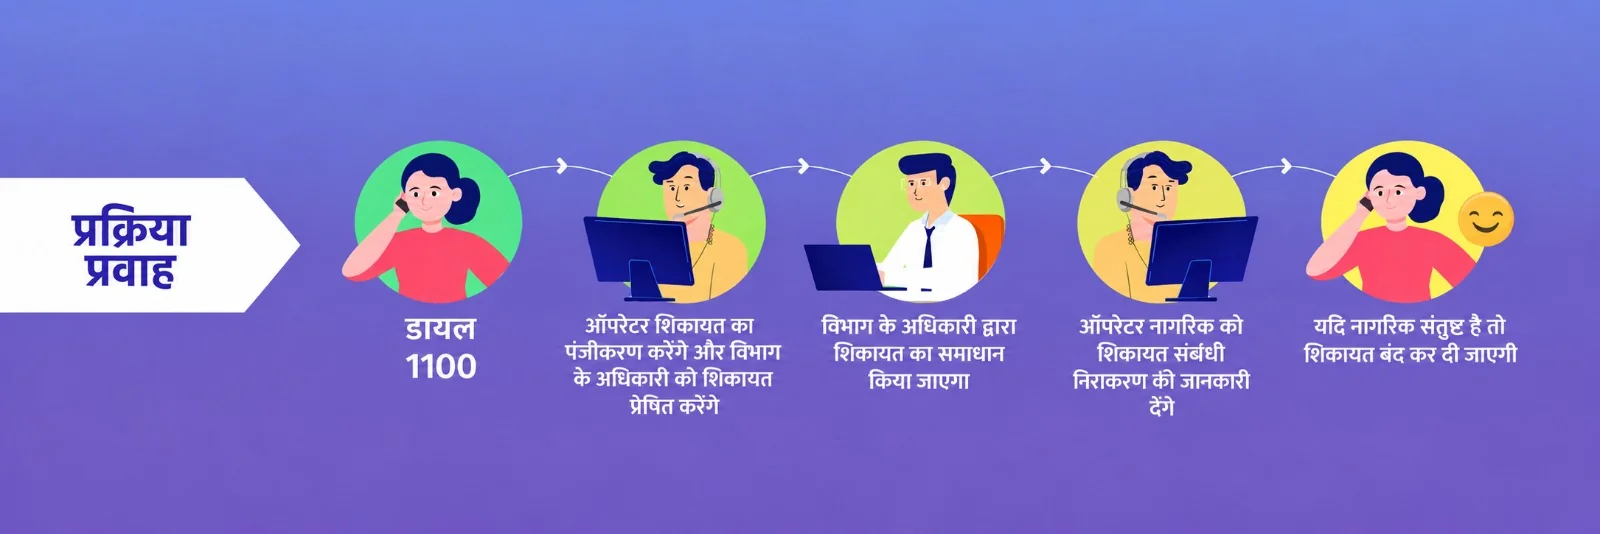 प्रक्रिया
प्रवाह
डायल
1100
ऑपरेटर शिकायत का
पंजीकरण करेंगे और विभाग
के अधिकारी को शिकायत
प्रेषित करेंगे
विभाग के अधिकारी द्वारा
शिकायत का समाधान
किया जाएगा
ऑपरेटर नागरिक को
शिकायत संबंधी
निराकरण की जानकारी
देंगे
यदि नागरिक संतुष्ट है तो
शिकायत बंद कर दी जाएगी